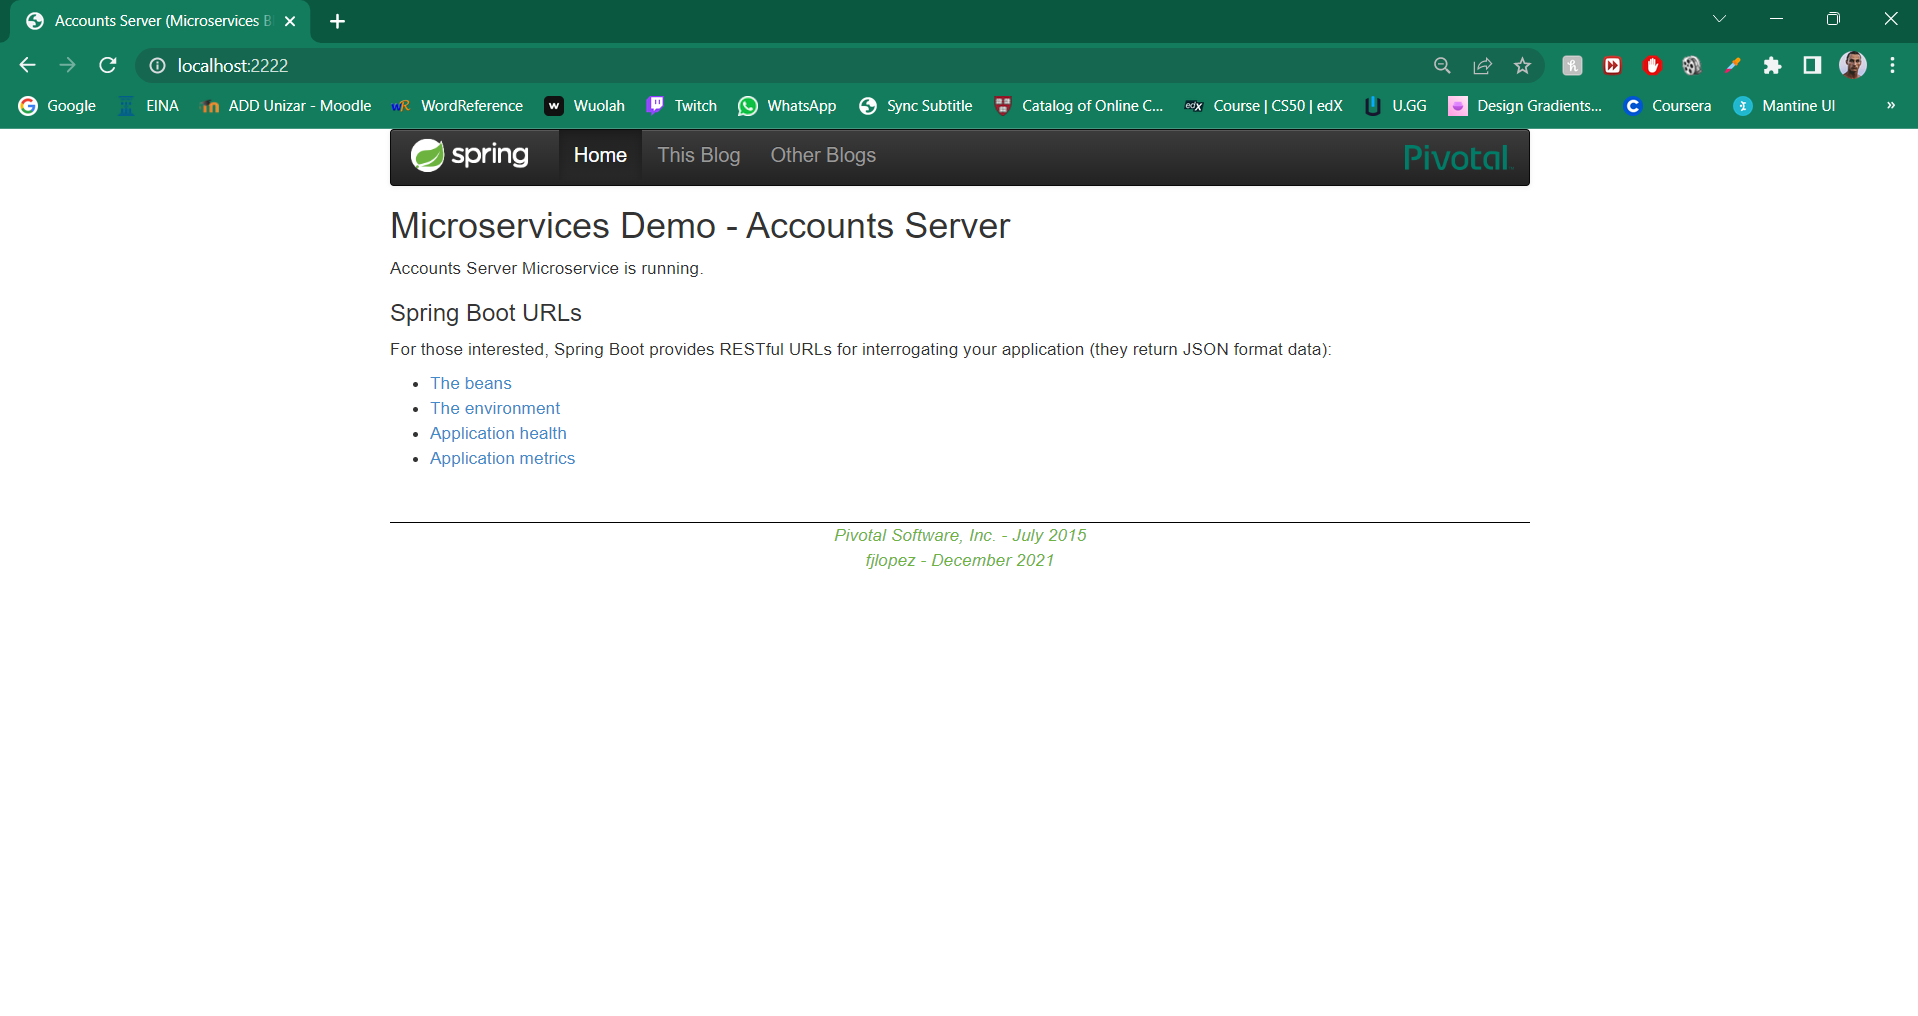 Accounts Server (Microservices B
localhost:2222
Google EINA ADD Unizar - Moodle WordReference Wuolah Twitch WhatsApp Sync Subtitle Catalog of Online C... Course | CS50 | edX U.GG Design Gradients... Coursera Mantine UI »
spring Home This Blog Other Blogs Pivotal
Microservices Demo - Accounts Server
Accounts Server Microservice is running.
Spring Boot URLs
For those interested, Spring Boot provides RESTful URLs for interrogating your application (they return JSON format data):
• The beans
• The environment
• Application health
• Application metrics
Pivotal Software, Inc. - July 2015
fjlopez - December 2021